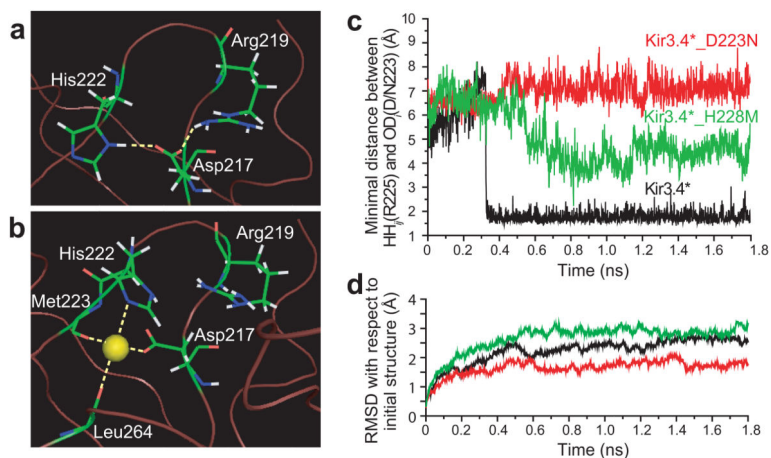 a
Arg219
His222
Asp217
b
His222
Arg219
Met223
Asp217
Leu264
c
Minimal distance between
HHij(R225) and ODi(D/N223) (Å)
10
9
8
7
6
5
4
3
2
1
Kir3.4*_D223N
Kir3.4*_H228M
Kir3.4*
0 0.2 0.4 0.6 0.8 1.0 1.2 1.4 1.6 1.8
Time (ns)
d
RMSD with respect to
initial structure (Å)
5
4
3
2
1
0
0 0.2 0.4 0.6 0.8 1.0 1.2 1.4 1.6 1.8
Time (ns)